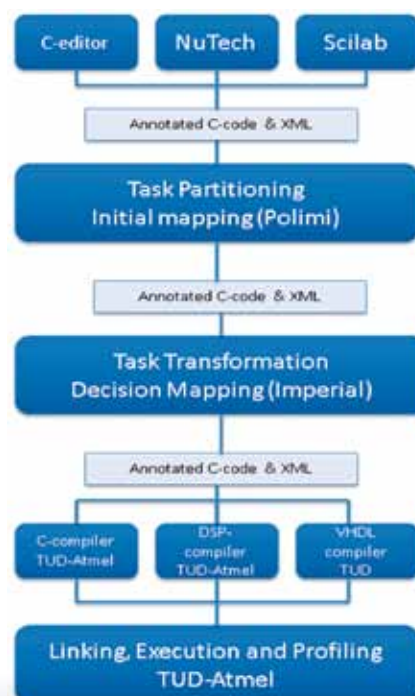 C-editor
NuTech
Scilab
Annotated C-code & XML
Task Partitioning
Initial mapping (Polimi)
Annotated C-code & XML
Task Transformation
Decision Mapping (Imperial)
Annotated C-code & XML
C-compiler
TUD-Atmel
DSP-
compiler
TUD-Atmel
VHDL
compiler
TUD
Linking, Execution and Profiling
TUD-Atmel